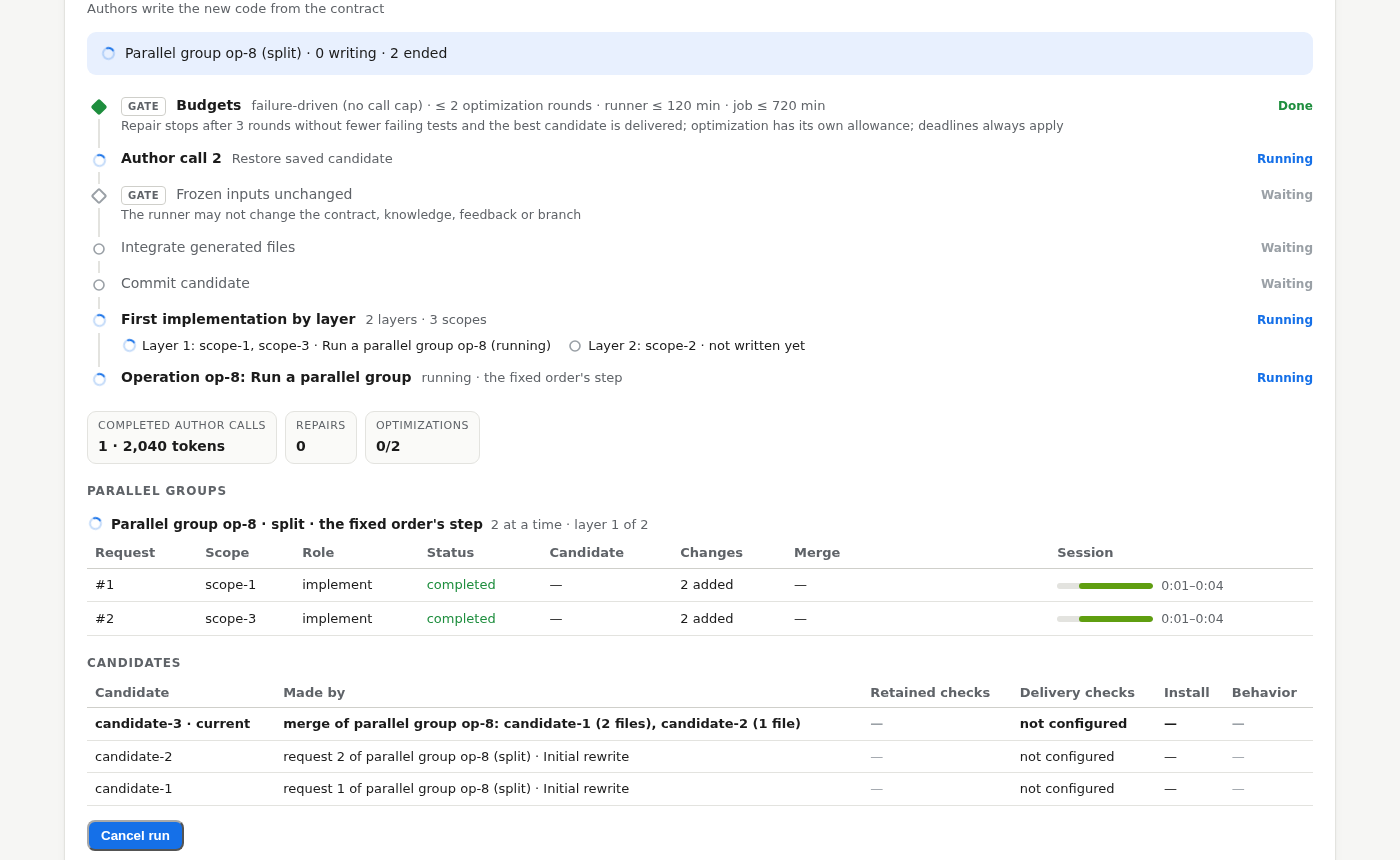 Authors write the new code from the contract
Parallel group op-8 (split) · 0 writing · 2 ended
GATE Budgets failure-driven (no call cap) · ≤ 2 optimization rounds · runner ≤ 120 min · job ≤ 720 min Done
Repair stops after 3 rounds without fewer failing tests and the best candidate is delivered; optimization has its own allowance; deadlines always apply
Author call 2 Restore saved candidate Running
GATE Frozen inputs unchanged Waiting
The runner may not change the contract, knowledge, feedback or branch
Integrate generated files Waiting
Commit candidate Waiting
First implementation by layer 2 layers · 3 scopes Running
Layer 1: scope-1, scope-3 · Run a parallel group op-8 (running) Layer 2: scope-2 · not written yet
Operation op-8: Run a parallel group running · the fixed order's step Running
COMPLETED AUTHOR CALLS REPAIRS OPTIMIZATIONS
1 · 2,040 tokens 0 0/2
PARALLEL GROUPS
Parallel group op-8 · split · the fixed order's step 2 at a time · layer 1 of 2
Request Scope Role Status Candidate Changes Merge Session
#1 scope-1 implement completed — 2 added — 0:01–0:04
#2 scope-3 implement completed — 2 added — 0:01–0:04
CANDIDATES
Candidate Made by Retained checks Delivery checks Install Behavior
candidate-3 · current merge of parallel group op-8: candidate-1 (2 files), candidate-2 (1 file) — not configured — —
candidate-2 request 2 of parallel group op-8 (split) · Initial rewrite — not configured — —
candidate-1 request 1 of parallel group op-8 (split) · Initial rewrite — not configured — —
Cancel run